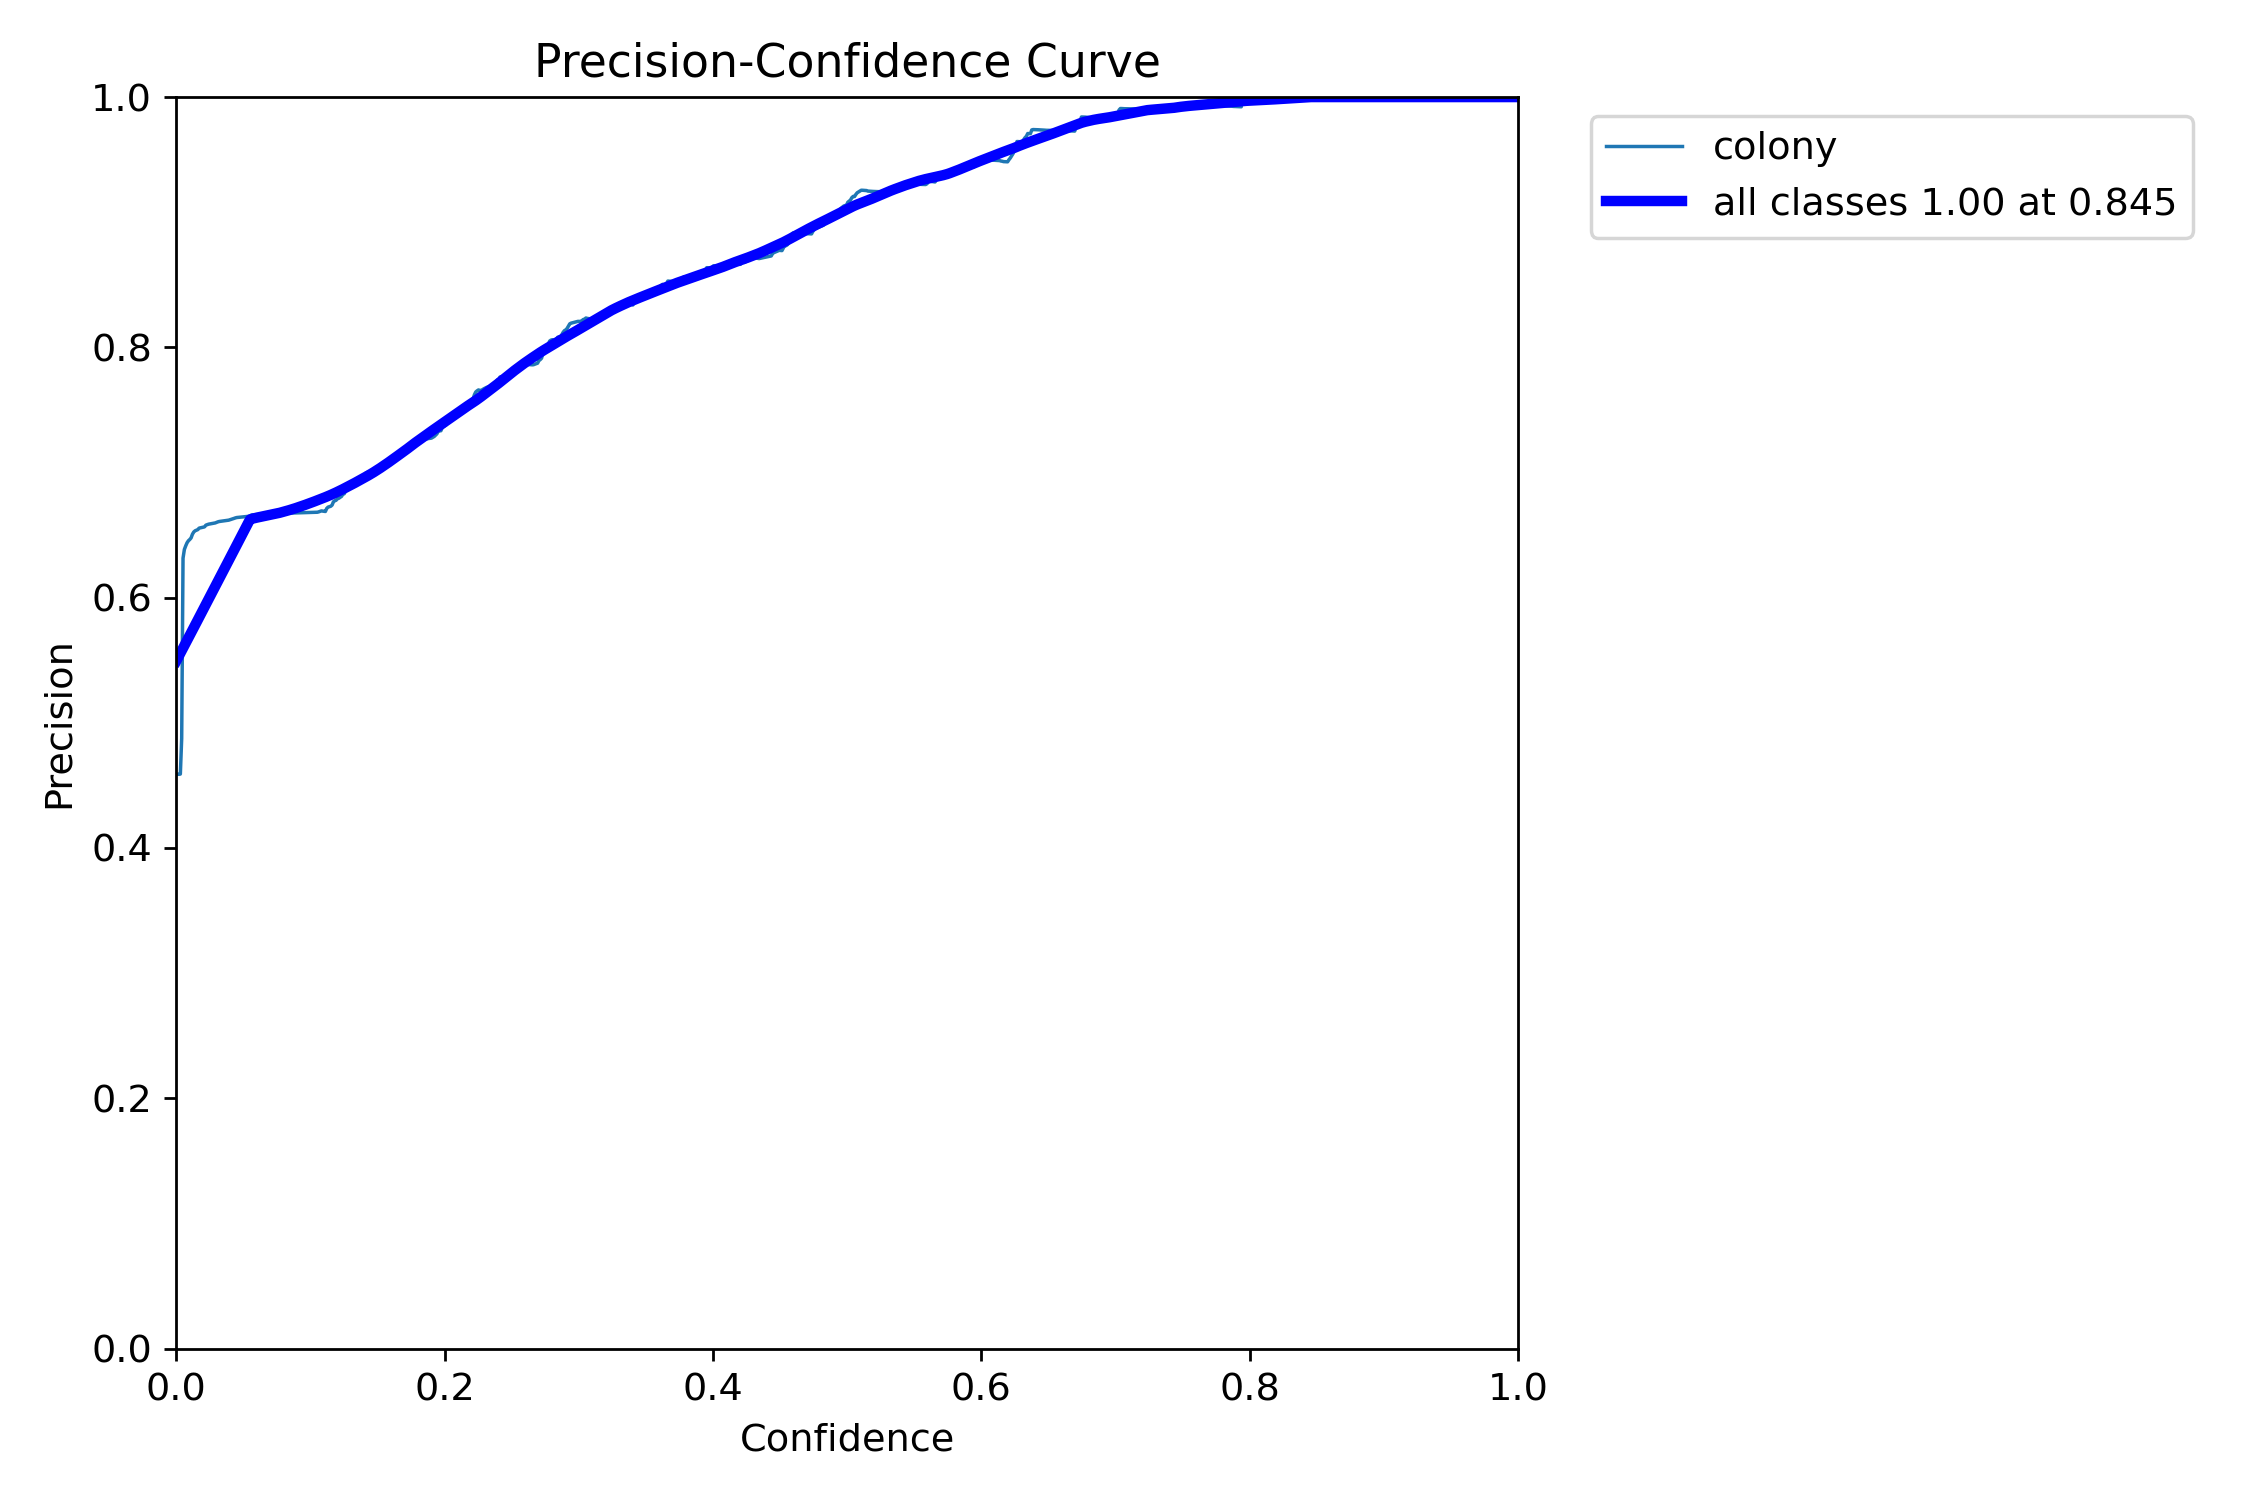 Precision-Confidence Curve
colony
all classes 1.00 at 0.845
Precision
1.0
0.8
0.6
0.4
0.2
0.0
0.0 0.2 0.4 0.6 0.8 1.0
Confidence